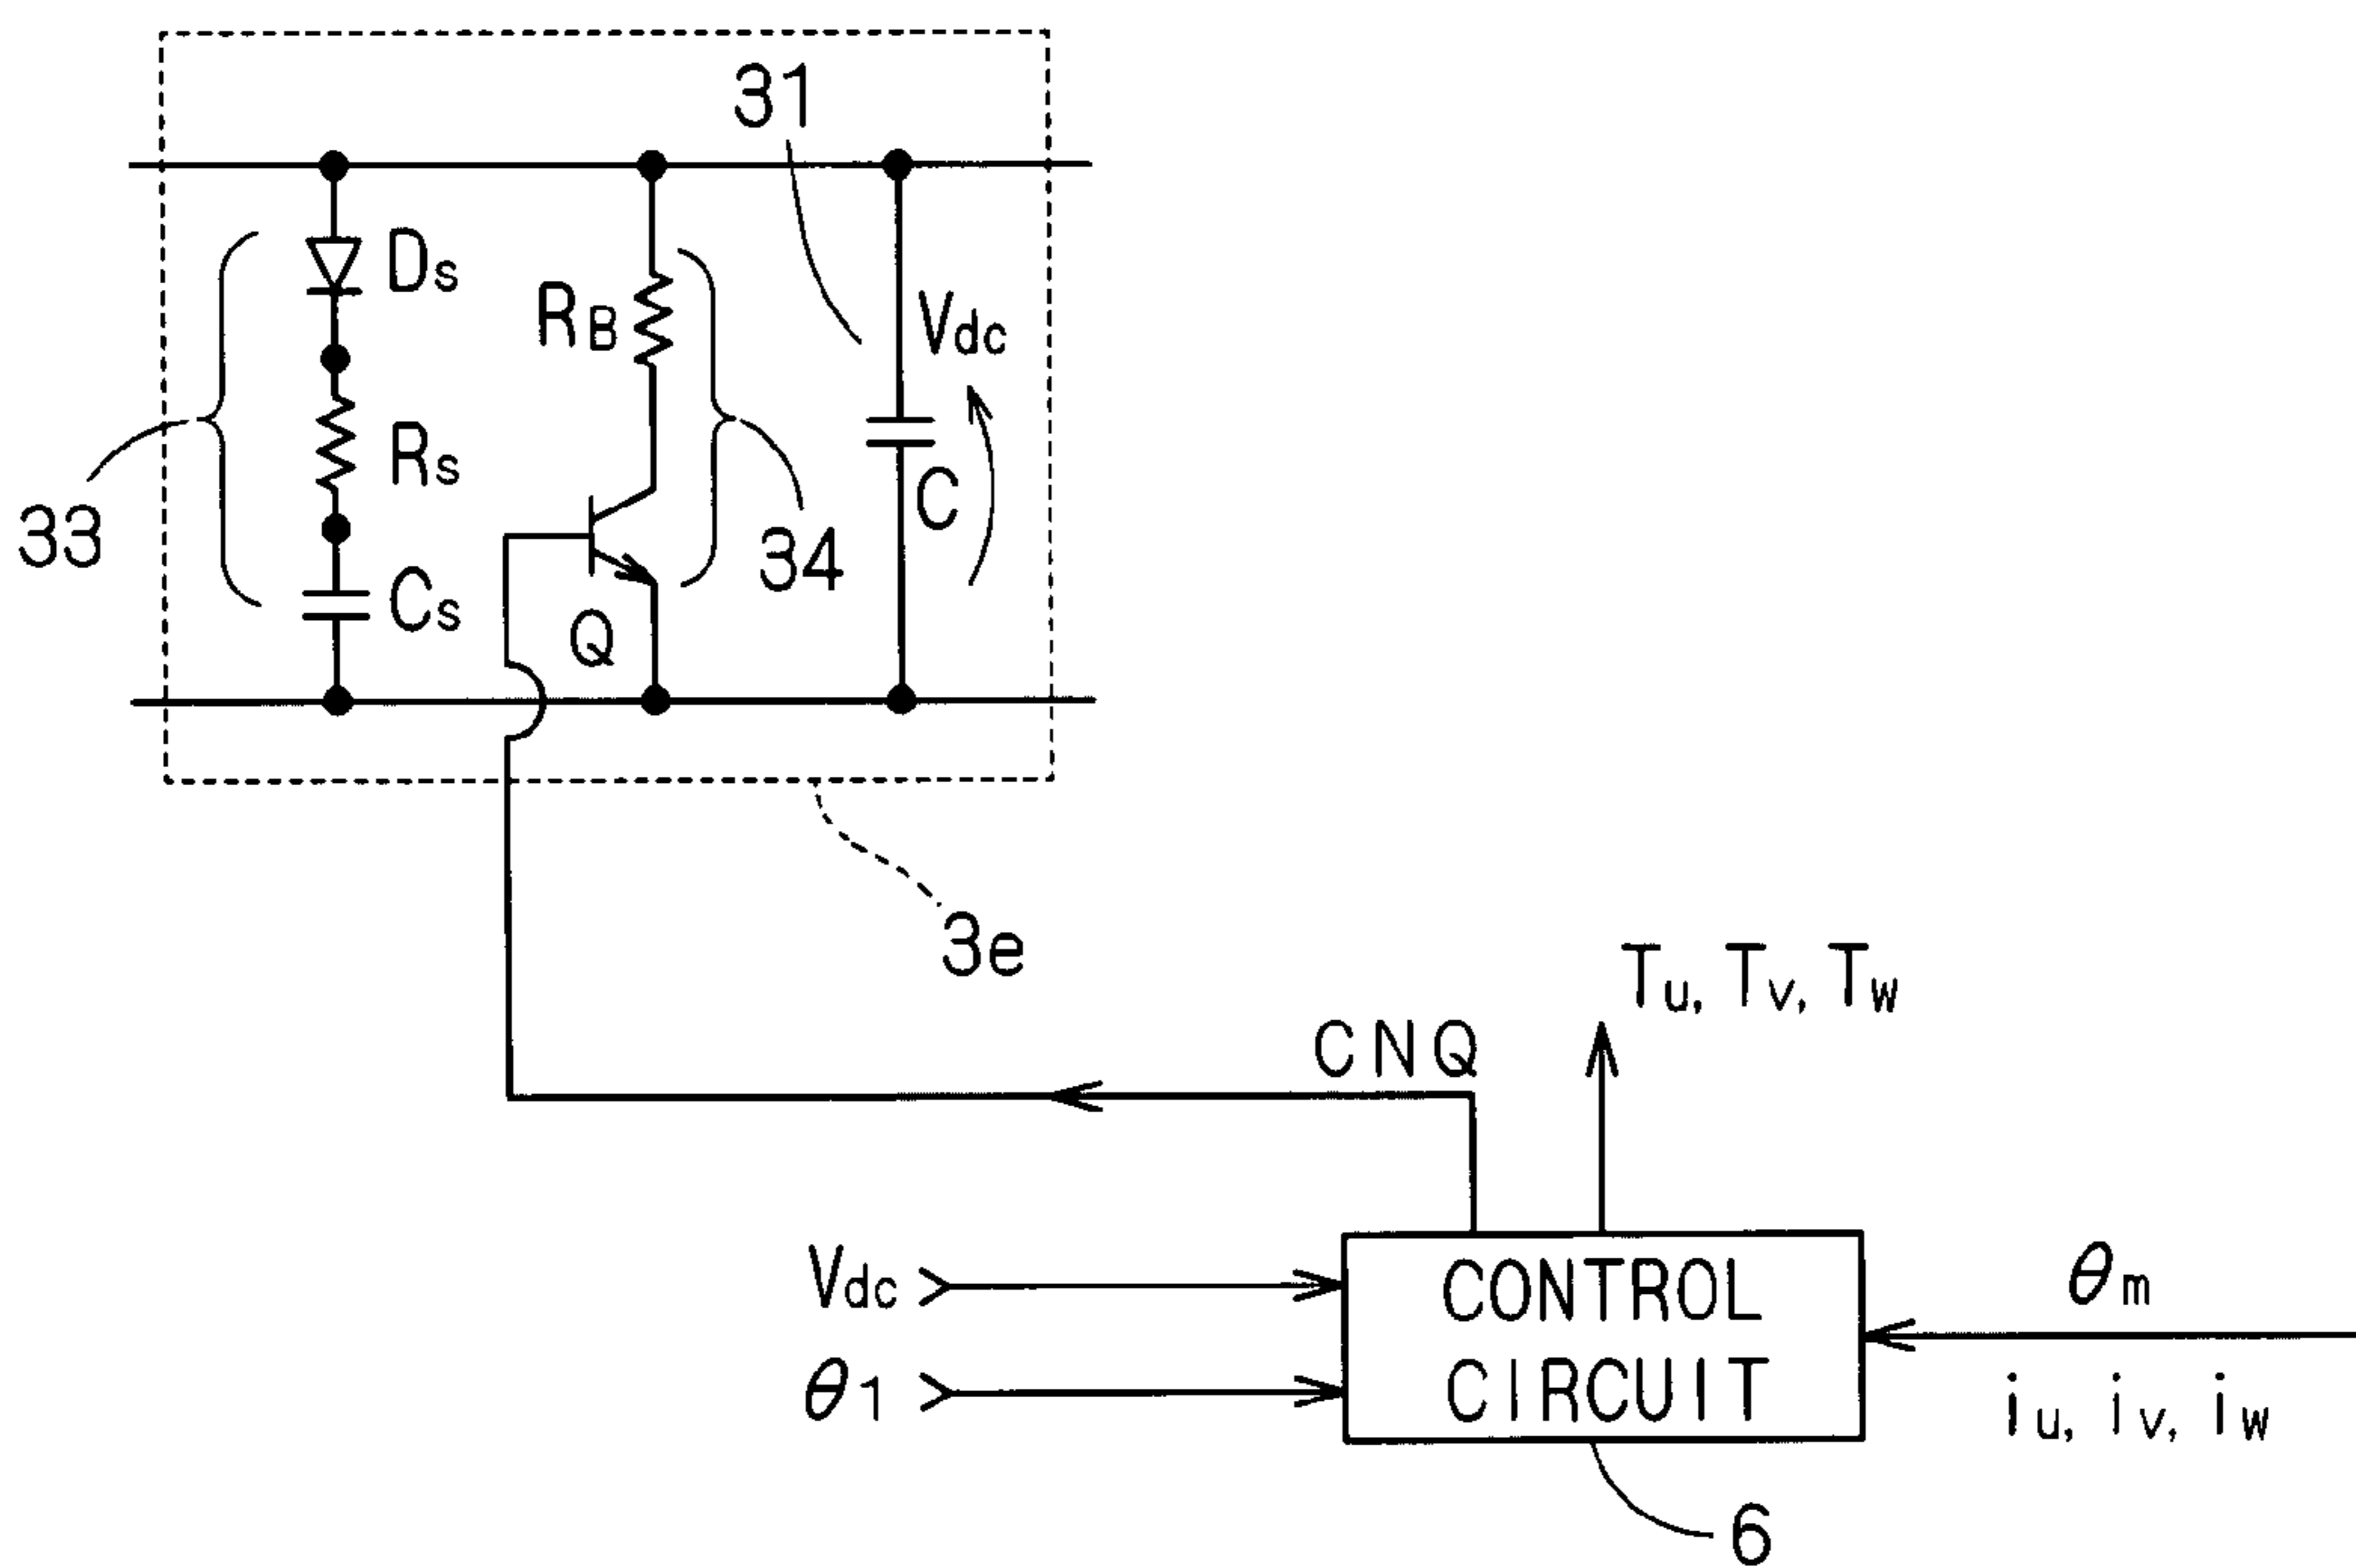 31
Ds
RB
Vdc
Rs
C
33
34
Cs
Q
3e
Tu, Tv, Tw
CNQ
Vdc
CONTROL
CIRCUIT
θm
θ1
iu, iv, iw
6